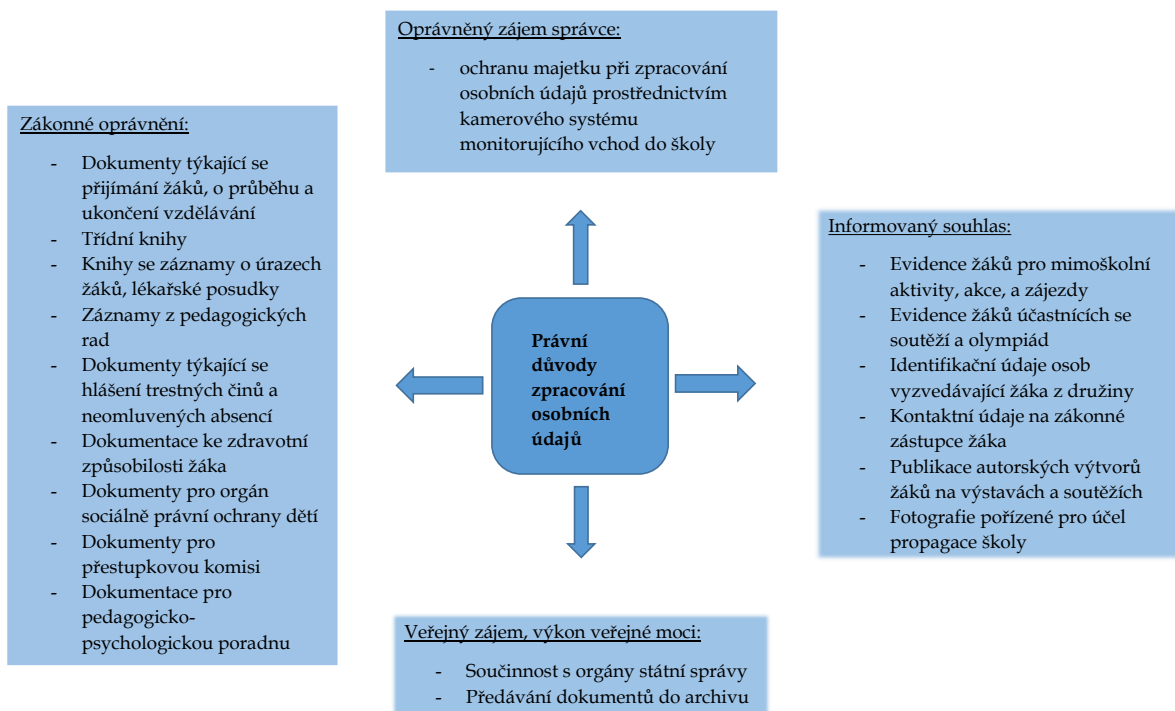 Oprávněný zájem správce:
- ochranu majetku při zpracování
osobních údajů prostřednictvím
kamerového systému
monitorujícího vchod do školy
Zákonné oprávnění:
- Dokumenty týkající se
přijímání žáků, o průběhu a
ukončení vzdělávání
- Třídní knihy
- Knihy se záznamy o úrazech
žáků, lékařské posudky
- Záznamy z pedagogických
rad
- Dokumenty týkající se
hlášení trestných činů a
neomluvených absencí
- Dokumentace ke zdravotní
způsobilosti žáka
- Dokumenty pro orgán
sociálně právní ochrany dětí
- Dokumenty pro
přestupkovou komisi
- Dokumentace pro
pedagogicko-
psychologickou poradnu
Právní
důvody
zpracování
osobních
údajů
Informovaný souhlas:
- Evidence žáků pro mimoškolní
aktivity, akce, a zájezdy
- Evidence žáků účastnících se
soutěží a olympiád
- Identifikační údaje osob
vyzvedávající žáka z družiny
- Kontaktní údaje na zákonné
zástupce žáka
- Publikace autorských výtvorů
žáků na výstavách a soutěžích
- Fotografie pořízené pro účel
propagace školy
Veřejný zájem, výkon veřejné moci:
- Součinnost s orgány státní správy
- Předávání dokumentů do archivu